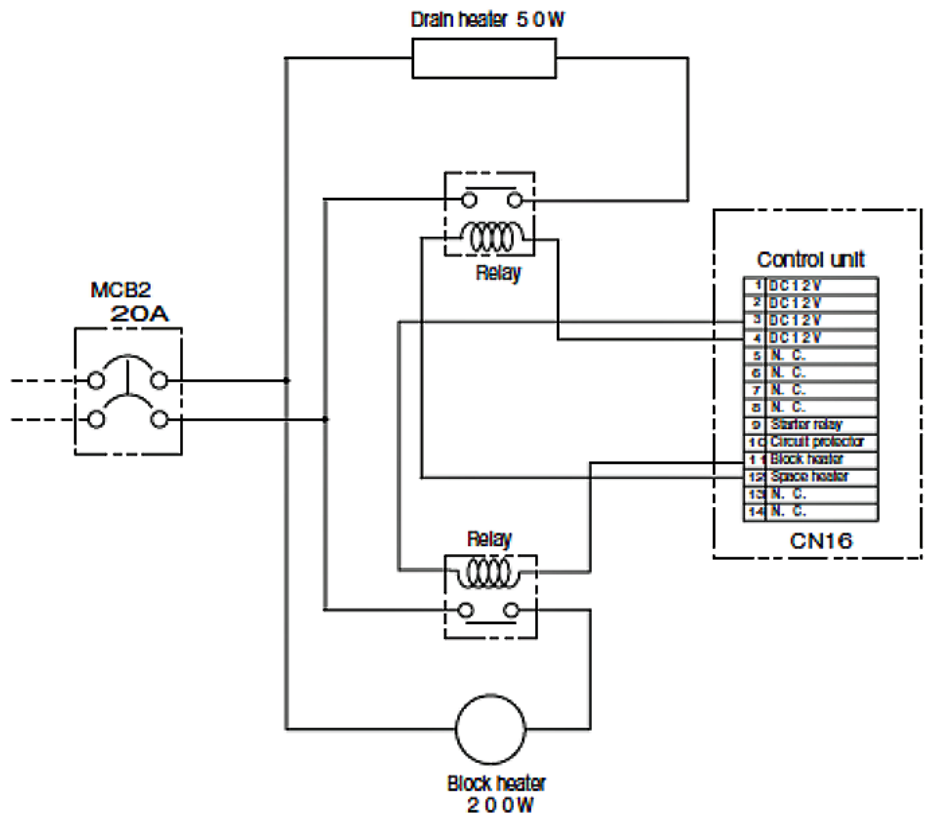 Drain heater 50W
Relay
Control unit
MCB2
20A
1 DC12V
2 DC12V
3 DC12V
4 DC12V
5 N. C.
6 N. C.
7 N. C.
8 N. C.
9 Starter relay
10 Circuit protector
11 Block heater
12 Space heater
13 N. C.
14 N. C.
CN16
Relay
Block heater
200W